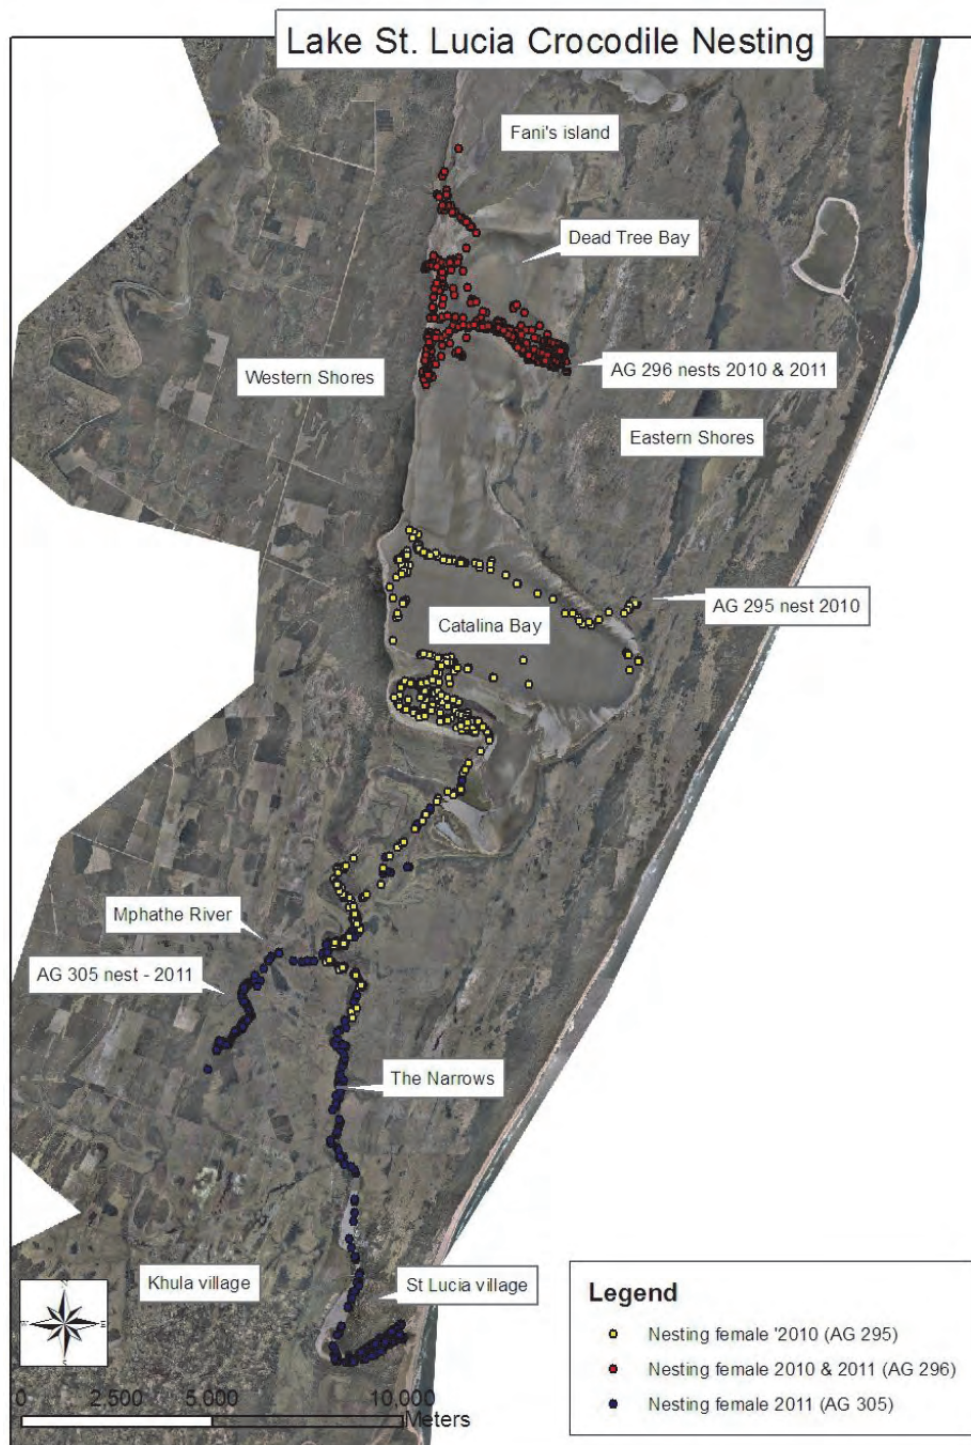 Lake St. Lucia Crocodile Nesting
Fani's island
Dead Tree Bay
Western Shores
AG 296 nests 2010 & 2011
Eastern Shores
AG 295 nest 2010
Catalina Bay
Mphathe River
AG 305 nest - 2011
The Narrows
Khula village
St Lucia village
Legend
Nesting female '2010 (AG 295)
Nesting female 2010 & 2011 (AG 296)
Nesting female 2011 (AG 305)
0 2,500 5,000 10,000
Meters